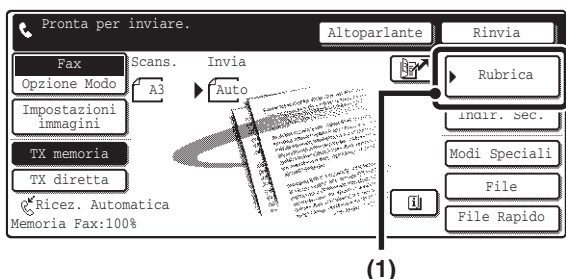 Pronta per inviare.
Altoparlante
Rinvia
Fax
Opzione Modo
Scans.
A3
Invia
Auto
Rubrica
Impostazioni
immagini
Indir. Sec.
TX memoria
Modi Speciali
TX diretta
File
Ricez. Automatica
Memoria Fax:100%
File Rapido
(1)